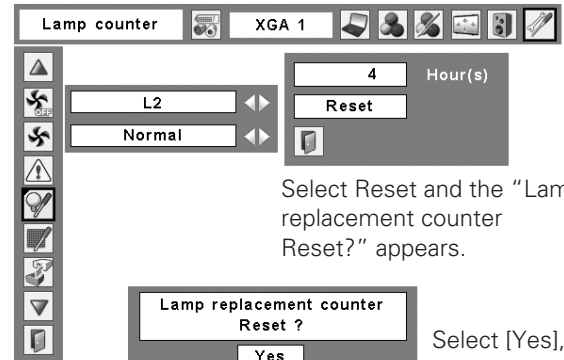 Lamp counter XGA 1
4 Hour(s)
L2 Reset
Normal
OFF
Select Reset and the "Lam
replacement counter
Reset?" appears.
Lamp replacement counter
Reset ?
Yes
Select [Yes],